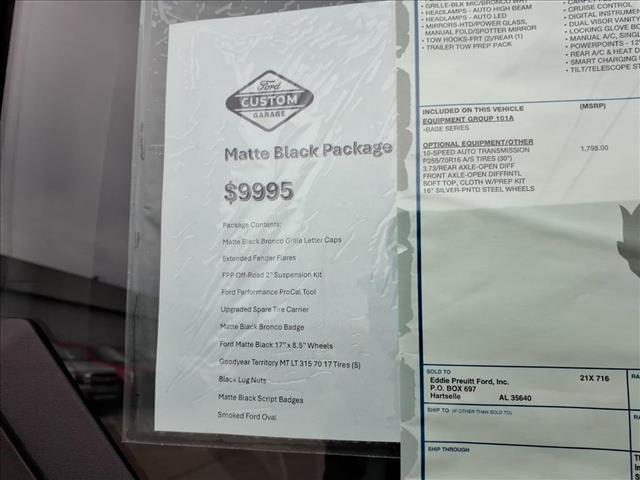 Ford
CUSTOM
GARAGE
Matte Black Package
$9995
Package Contents:
Matte Black Bronco Grille Letter Caps
Extended Fender Flares
FPP Off-Road 2" Suspension Kit
Ford Performance ProCal Tool
Upgraded Spare Tire Carrier
Matte Black Bronco Badge
Ford Matte Black 17" x 8.5" Wheels
Goodyear Territory MT LT 315 70 17 Tires (5)
Black Lug Nuts
Matte Black Script Badges
Smoked Ford Oval
• HEADLAMPS - AUTO HIGH BEAM
• HEADLAMPS - AUTO LED
• MIRRORS-HTD/POWER GLASS,
MANUAL FOLD/SPOTTER MIRROR
• TOW HOOKS-FRT (2)/REAR (1)
• TRAILER TOW PREP PACK
• CRUISE CONTROL
• DIGITAL INSTRUMEN
• DUAL VISOR VANITY
• LOCKING GLOVE BO
• MANUAL A/C, SINGL
• POWERPOINTS - 12
• REAR A/C & HEAT D
• SMART CHARGING
• TILT/TELESCOPE ST
INCLUDED ON THIS VEHICLE (MSRP)
EQUIPMENT GROUP 101A
-BASE SERIES
OPTIONAL EQUIPMENT/OTHER
10-SPEED AUTO TRANSMISSION 1,795.00
P255/70R16 A/S TIRES (30")
3.73/REAR AXLE-OPEN DIFF
FRONT AXLE-OPEN DIFFRNTL
SOFT TOP, CLOTH W/PREP KIT
16" SILVER-PNTD STEEL WHEELS
SOLD TO
Eddie Preuitt Ford, Inc. 21X 716
P.O. BOX 697
Hartselle AL 35640
SHIP TO (IF OTHER THAN SOLD TO)
SHIP THROUGH
RA